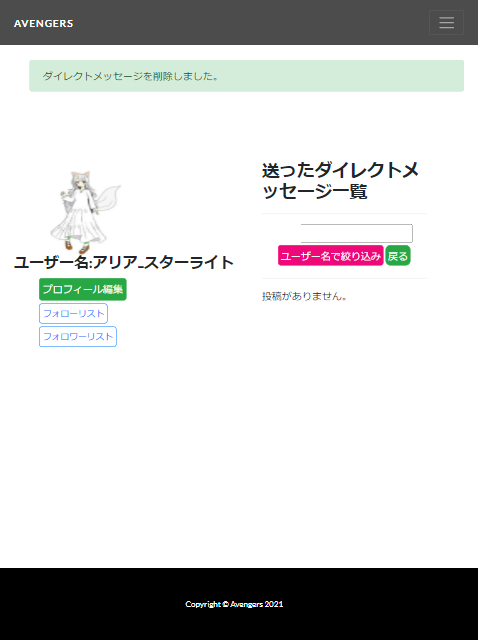 AVENGERS
ダイレクトメッセージを削除しました。
ユーザー名:アリア_スターライト
プロフィール編集
フォローリスト
フォロワーリスト
送ったダイレクトメ
ッセージ一覧
ユーザー名で絞り込み 戻る
投稿がありません。
Copyright © Avengers 2021